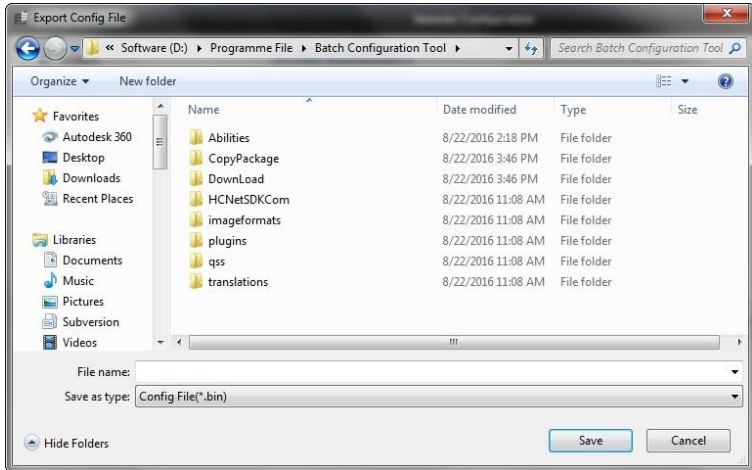 Export Config File
« Software (D:) ▸ Programme File ▸ Batch Configuration Tool ▸
Search Batch Configuration Tool
Organize
New folder
Name Date modified Type Size
Favorites
Autodesk 360
Desktop
Downloads
Recent Places
Libraries
Documents
Music
Pictures
Subversion
Videos
Abilities 8/22/2016 2:18 PM File folder
CopyPackage 8/22/2016 3:46 PM File folder
DownLoad 8/22/2016 3:46 PM File folder
HCNetSDKCom 8/22/2016 11:08 AM File folder
imageformats 8/22/2016 11:08 AM File folder
plugins 8/22/2016 11:08 AM File folder
qss 8/22/2016 11:08 AM File folder
translations 8/22/2016 11:08 AM File folder
File name:
Save as type: Config File(*.bin)
Hide Folders
Save
Cancel